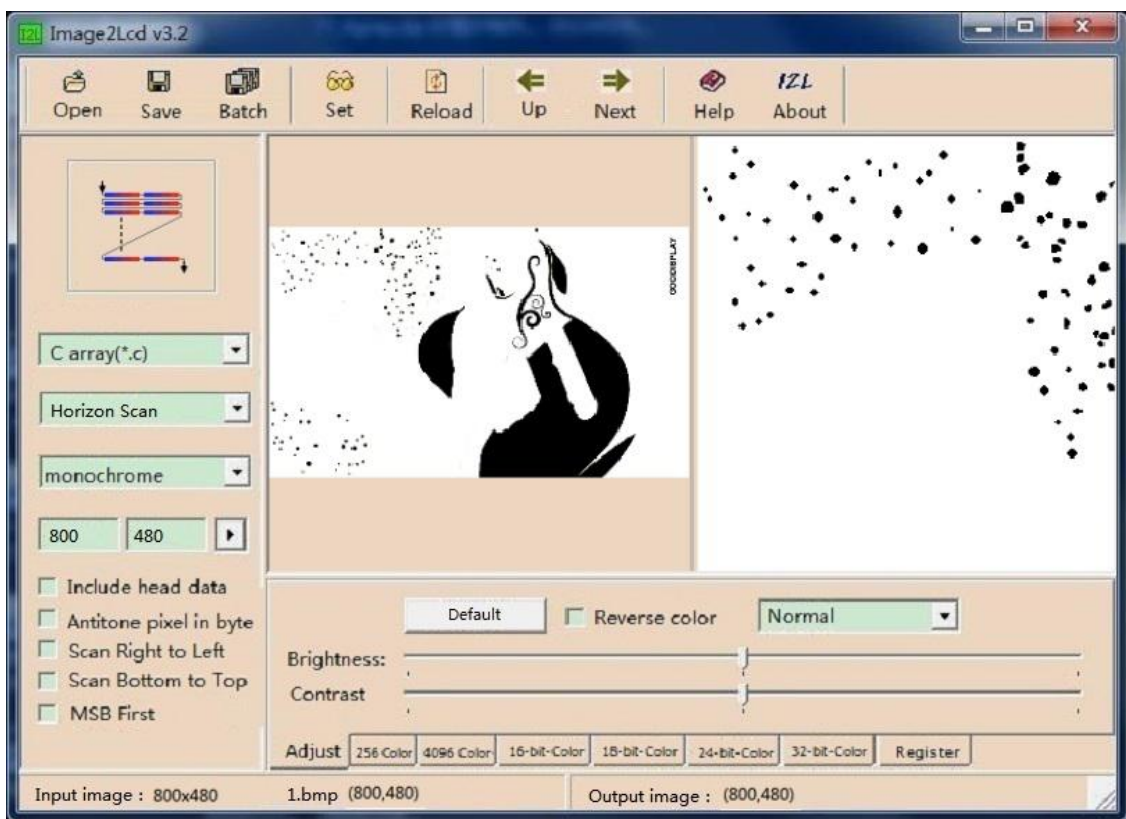 I2L Image2Lcd v3.2
Open Save Batch Set Reload Up Next Help About
I2L
C array(*.c)
Horizon Scan
monochrome
800 480
Include head data
Antitone pixel in byte
Scan Right to Left
Scan Bottom to Top
MSB First
GOODISPLAY
Default Reverse color Normal
Brightness:
Contrast
Adjust 256 Color 4096 Color 16-bit-Color 18-bit-Color 24-bit-Color 32-bit-Color Register
Input image : 800x480 1.bmp (800,480) Output image : (800,480)